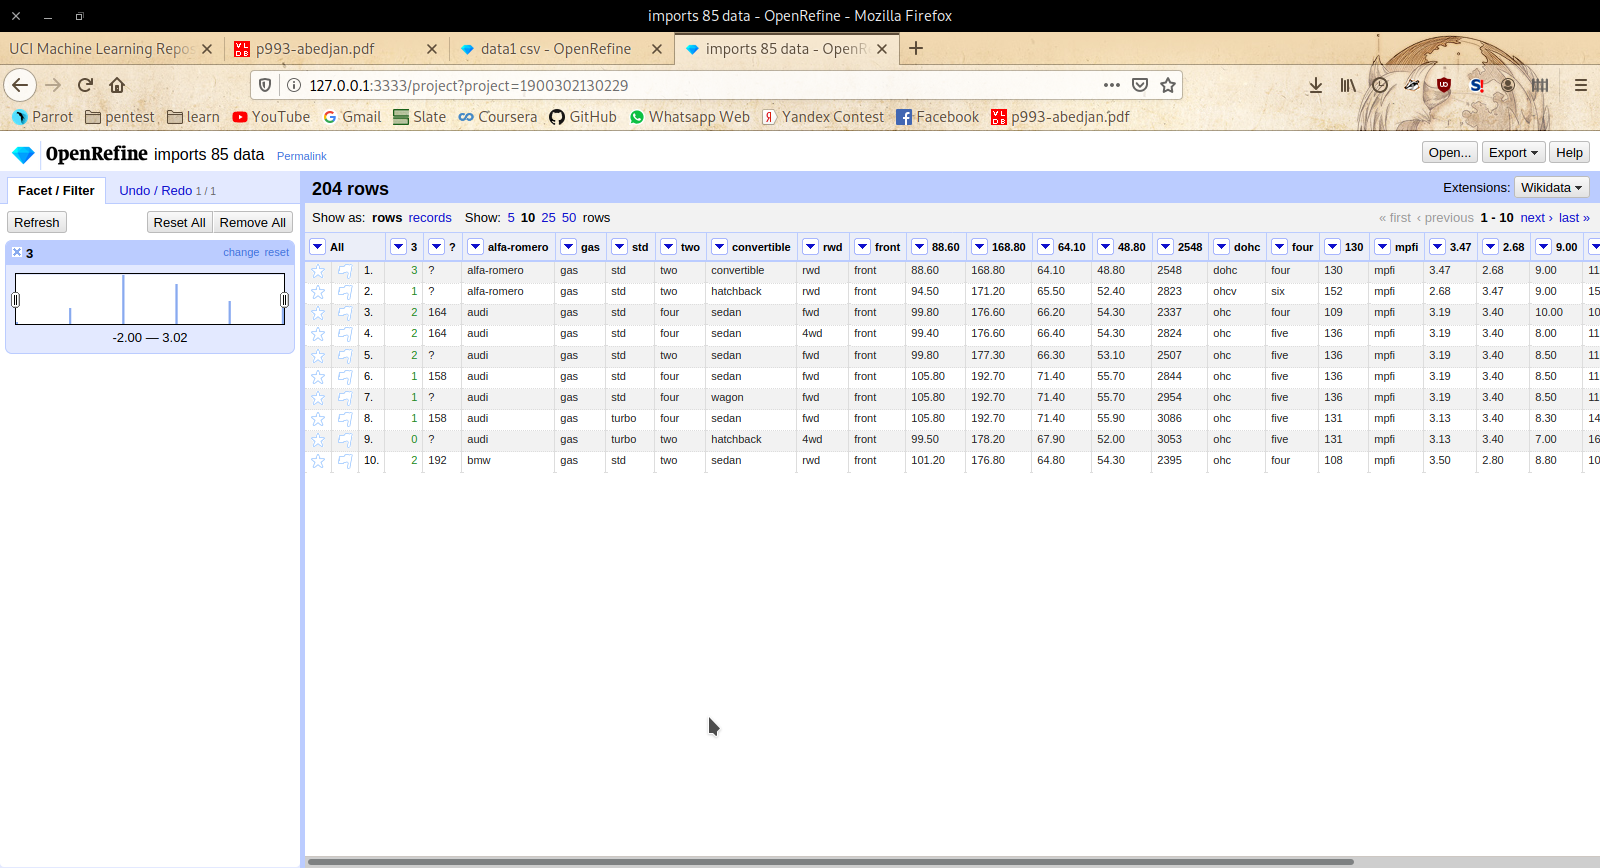 imports 85 data - OpenRefine - Mozilla Firefox
UCI Machine Learning Repos p993-abedjan.pdf data1 csv - OpenRefine imports 85 data - OpenR
127.0.0.1:3333/project?project=1900302130229
Parrot pentest learn YouTube Gmail Slate Coursera GitHub Whatsapp Web Yandex Contest Facebook p993-abedjan.pdf
OpenRefine imports 85 data Permalink Open... Export Help
Facet / Filter Undo / Redo 1 / 1 204 rows Extensions: Wikidata
Refresh Reset All Remove All Show as: rows records Show: 5 10 25 50 rows « first ‹ previous 1 - 10 next › last »
3 change reset
-2.00 — 3.02
All 3 ? alfa-romero gas std two convertible rwd front 88.60 168.80 64.10 48.80 2548 dohc four 130 mpfi 3.47 2.68 9.00
1. 3 ? alfa-romero gas std two convertible rwd front 88.60 168.80 64.10 48.80 2548 dohc four 130 mpfi 3.47 2.68 9.00 11
2. 1 ? alfa-romero gas std two hatchback rwd front 94.50 171.20 65.50 52.40 2823 ohcv six 152 mpfi 2.68 3.47 9.00 15
3. 2 164 audi gas std four sedan fwd front 99.80 176.60 66.20 54.30 2337 ohc four 109 mpfi 3.19 3.40 10.00 10
4. 2 164 audi gas std four sedan 4wd front 99.40 176.60 66.40 54.30 2824 ohc five 136 mpfi 3.19 3.40 8.00 11
5. 2 ? audi gas std two sedan fwd front 99.80 177.30 66.30 53.10 2507 ohc five 136 mpfi 3.19 3.40 8.50 11
6. 1 158 audi gas std four sedan fwd front 105.80 192.70 71.40 55.70 2844 ohc five 136 mpfi 3.19 3.40 8.50 11
7. 1 ? audi gas std four wagon fwd front 105.80 192.70 71.40 55.70 2954 ohc five 136 mpfi 3.19 3.40 8.50 11
8. 1 158 audi gas turbo four sedan fwd front 105.80 192.70 71.40 55.90 3086 ohc five 131 mpfi 3.13 3.40 8.30 14
9. 0 ? audi gas turbo two hatchback 4wd front 99.50 178.20 67.90 52.00 3053 ohc five 131 mpfi 3.13 3.40 7.00 16
10. 2 192 bmw gas std two sedan rwd front 101.20 176.80 64.80 54.30 2395 ohc four 108 mpfi 3.50 2.80 8.80 10